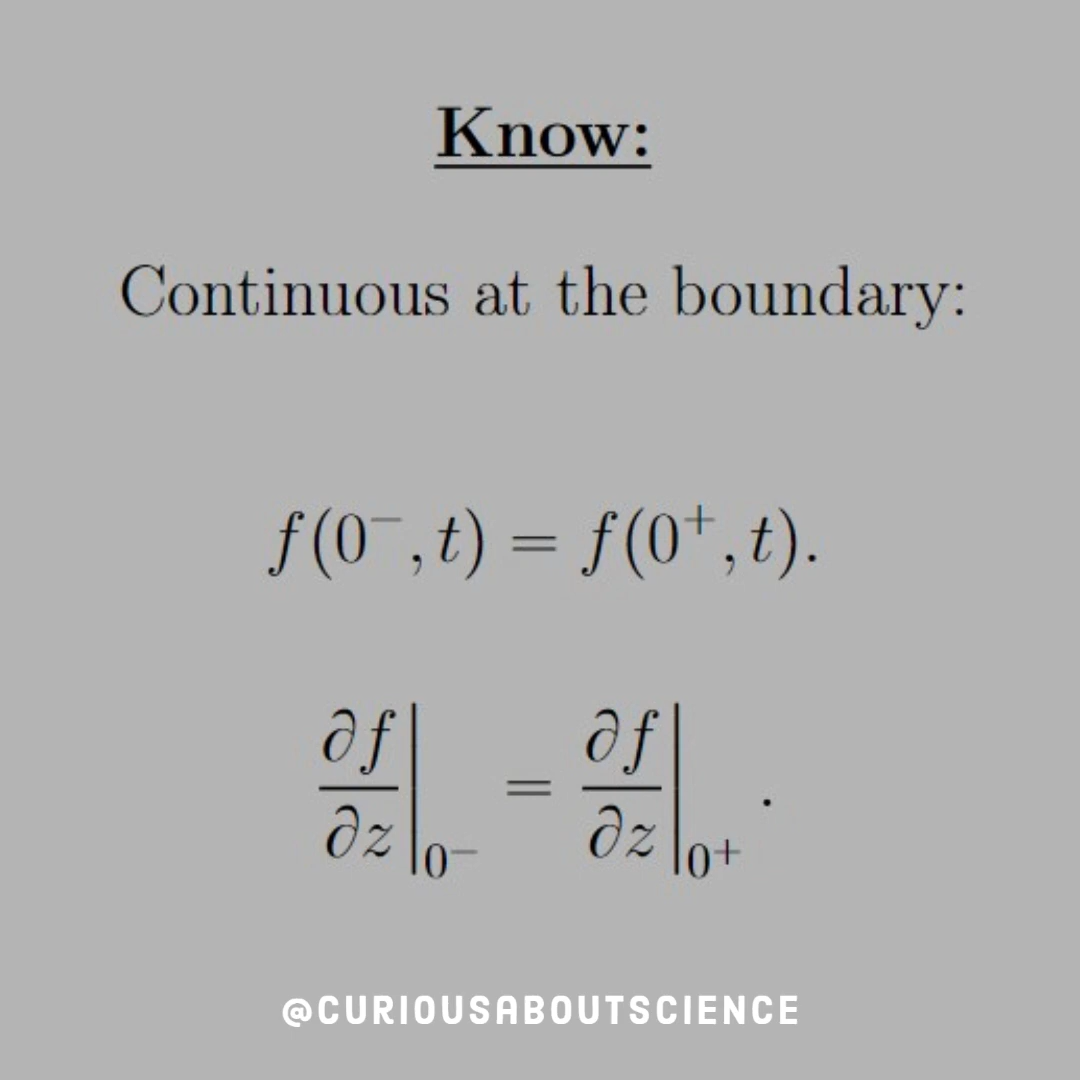 Know:
Continuous at the boundary:
f(0⁻, t) = f(0⁺, t).
∂f/∂z|₀₋ = ∂f/∂z|₀₊ .
@CURIOUSABOUTSCIENCE